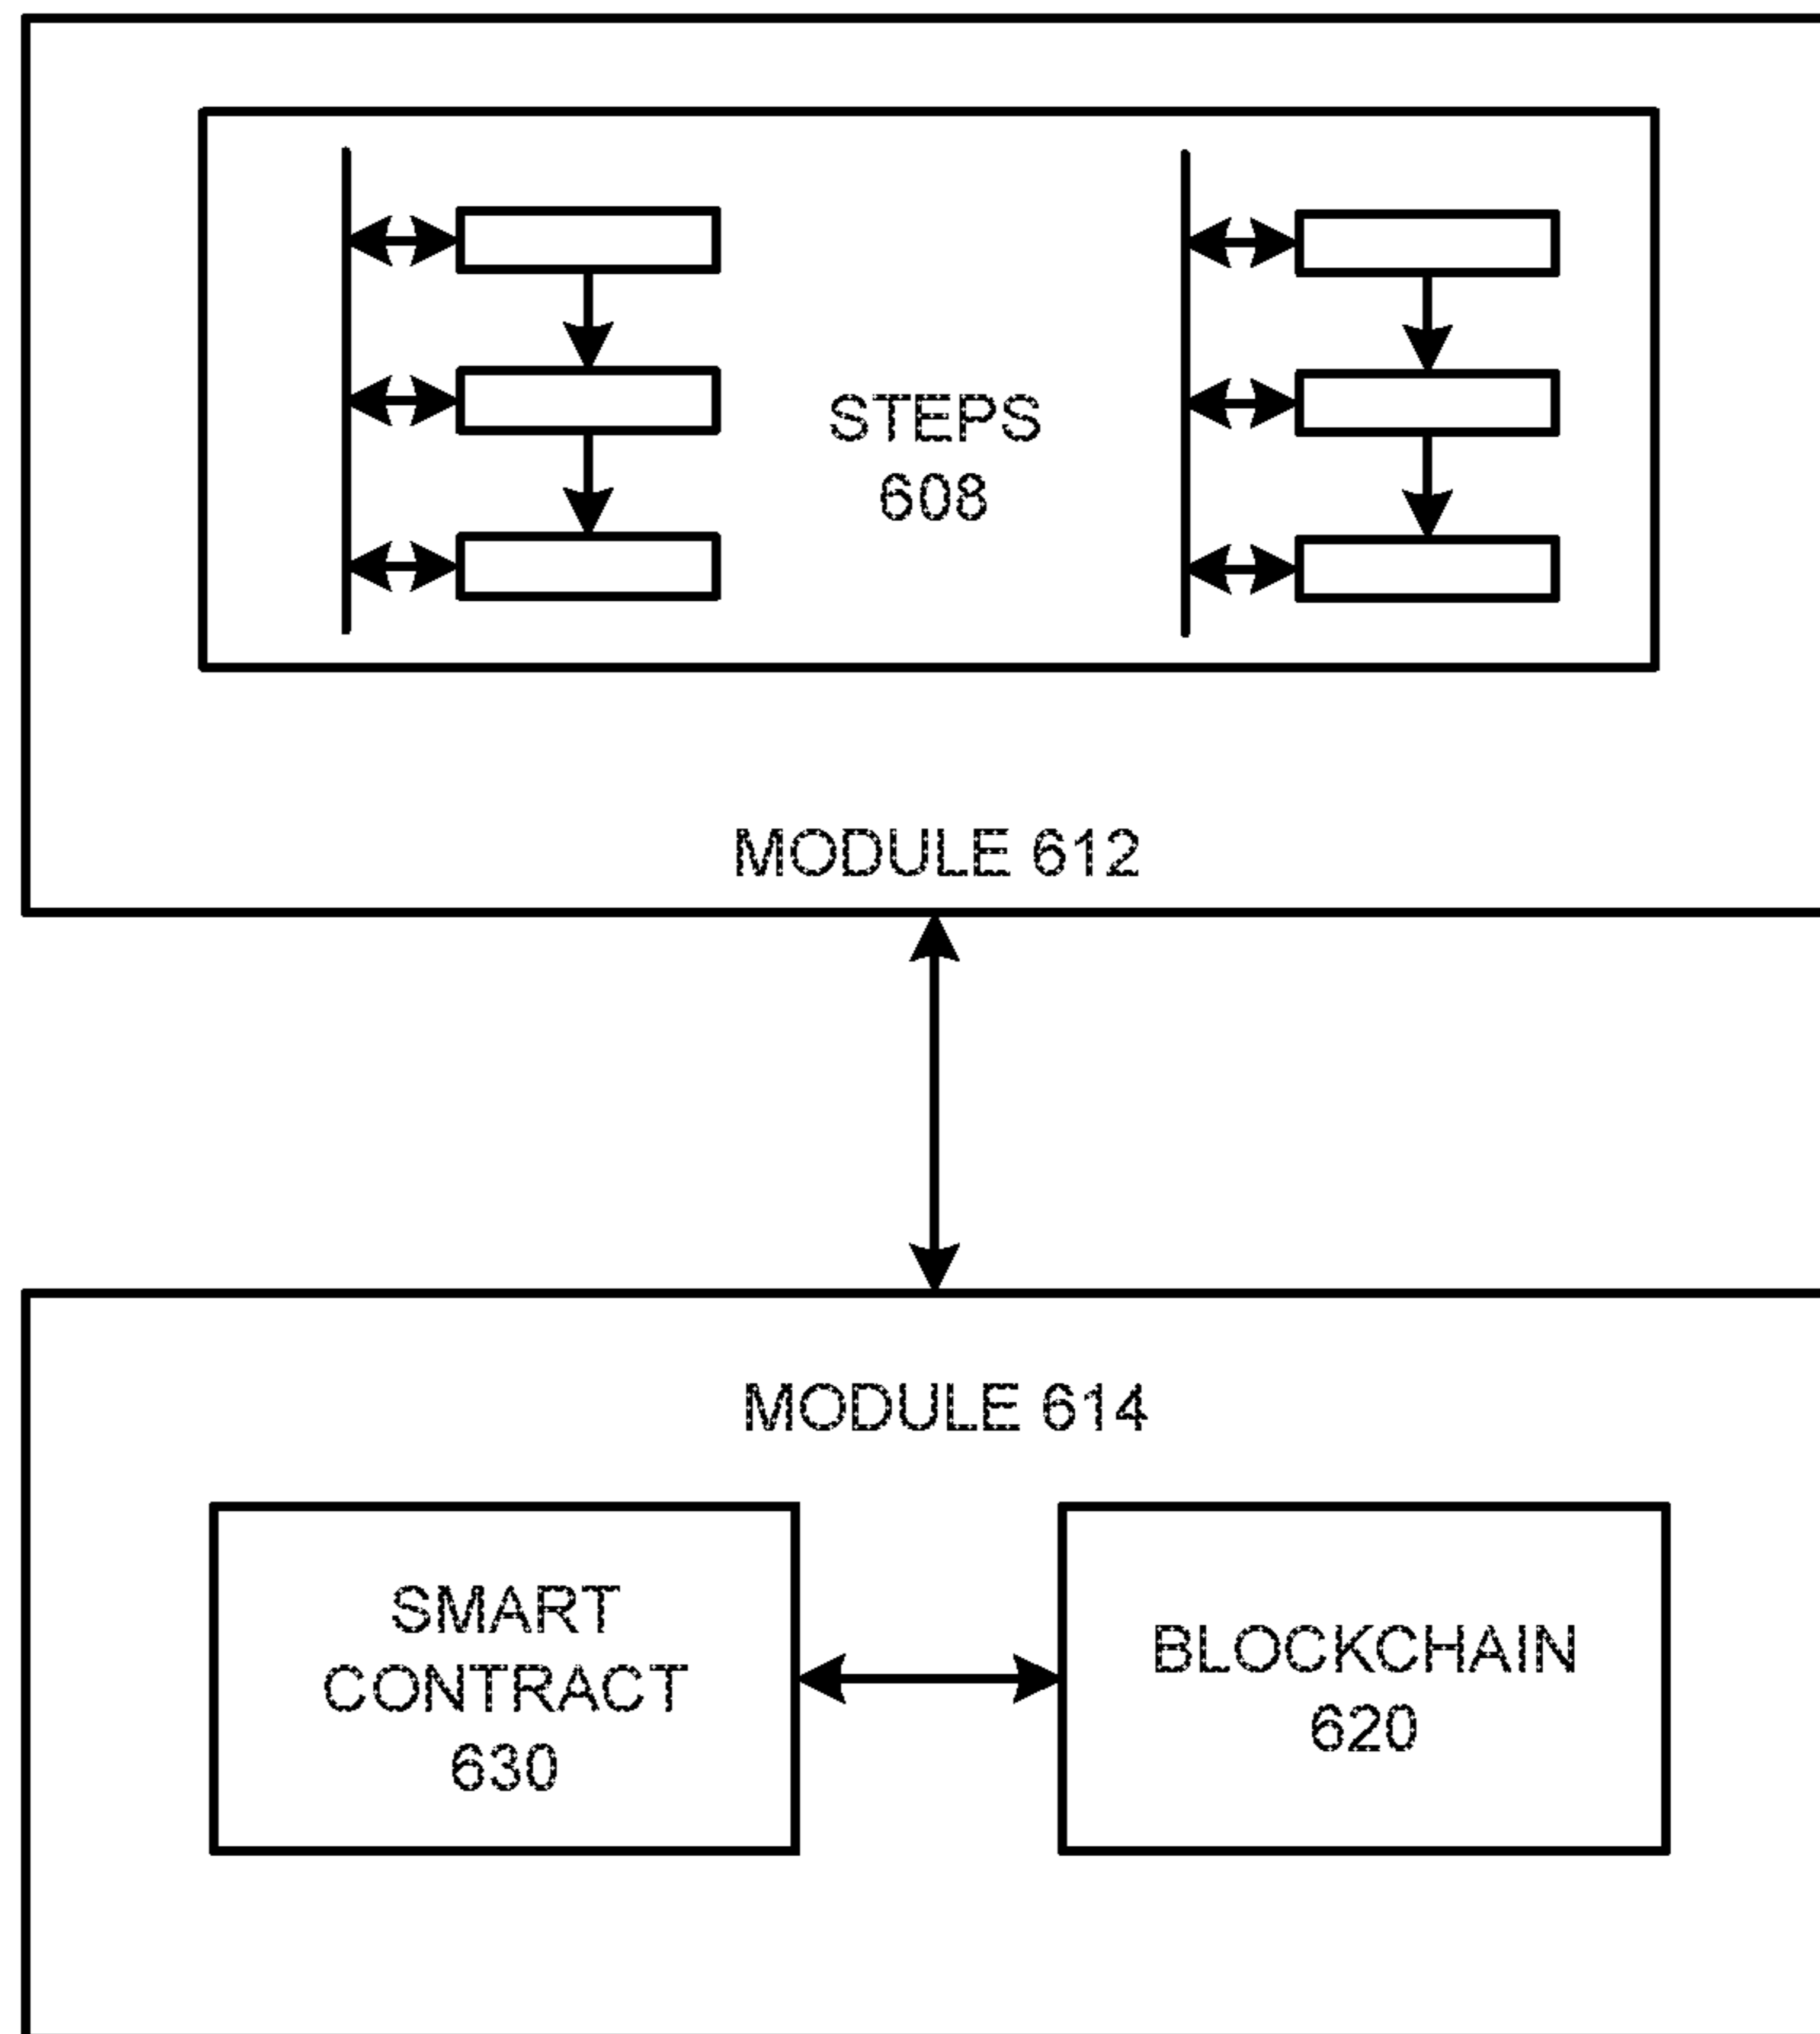 STEPS
608
MODULE 612
MODULE 614
SMART
CONTRACT
630
BLOCKCHAIN
620